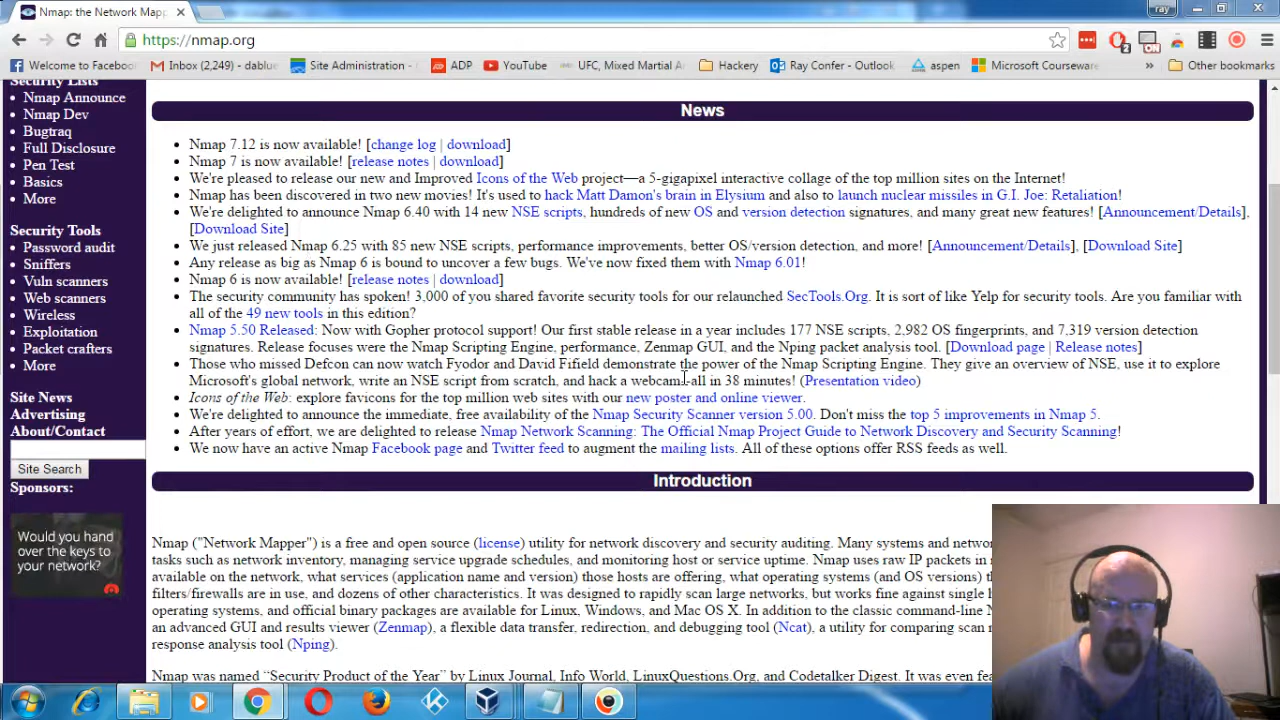 Nmap: the Network Mapp
ray
https://nmap.org
2
ON
Welcome to Faceboo
Inbox (2,249) - dablue
Site Administration -
ADP
YouTube
UFC, Mixed Martial Ar
Hackery
Ray Confer - Outlook
aspen
Microsoft Courseware
»
Other bookmarks
Security Lists
Nmap Announce
Nmap Dev
Bugtraq
Full Disclosure
Pen Test
Basics
More
Security Tools
Password audit
Sniffers
Vuln scanners
Web scanners
Wireless
Exploitation
Packet crafters
More
Site News
Advertising
About/Contact
Site Search
Sponsors:
Would you hand
over the keys to
your network?
News
Nmap 7.12 is now available! [change log | download]
Nmap 7 is now available! [release notes | download]
We're pleased to release our new and Improved Icons of the Web project—a 5-gigapixel interactive collage of the top million sites on the Internet!
Nmap has been discovered in two new movies! It's used to hack Matt Damon's brain in Elysium and also to launch nuclear missiles in G.I. Joe: Retaliation!
We're delighted to announce Nmap 6.40 with 14 new NSE scripts, hundreds of new OS and version detection signatures, and many great new features! [Announcement/Details],
[Download Site]
We just released Nmap 6.25 with 85 new NSE scripts, performance improvements, better OS/version detection, and more! [Announcement/Details], [Download Site]
Any release as big as Nmap 6 is bound to uncover a few bugs. We've now fixed them with Nmap 6.01!
Nmap 6 is now available! [release notes | download]
The security community has spoken! 3,000 of you shared favorite security tools for our relaunched SecTools.Org. It is sort of like Yelp for security tools. Are you familiar with
all of the 49 new tools in this edition?
Nmap 5.50 Released: Now with Gopher protocol support! Our first stable release in a year includes 177 NSE scripts, 2,982 OS fingerprints, and 7,319 version detection
signatures. Release focuses were the Nmap Scripting Engine, performance, Zenmap GUI, and the Nping packet analysis tool. [Download page | Release notes]
Those who missed Defcon can now watch Fyodor and David Fifield demonstrate the power of the Nmap Scripting Engine. They give an overview of NSE, use it to explore
Microsoft's global network, write an NSE script from scratch, and hack a webcam-all in 38 minutes! (Presentation video)
Icons of the Web: explore favicons for the top million web sites with our new poster and online viewer.
We're delighted to announce the immediate, free availability of the Nmap Security Scanner version 5.00. Don't miss the top 5 improvements in Nmap 5.
After years of effort, we are delighted to release Nmap Network Scanning: The Official Nmap Project Guide to Network Discovery and Security Scanning!
We now have an active Nmap Facebook page and Twitter feed to augment the mailing lists. All of these options offer RSS feeds as well.
Introduction
Nmap ("Network Mapper") is a free and open source (license) utility for network discovery and security auditing. Many systems and networ
tasks such as network inventory, managing service upgrade schedules, and monitoring host or service uptime. Nmap uses raw IP packets in
available on the network, what services (application name and version) those hosts are offering, what operating systems (and OS versions) th
filters/firewalls are in use, and dozens of other characteristics. It was designed to rapidly scan large networks, but works fine against single h
operating systems, and official binary packages are available for Linux, Windows, and Mac OS X. In addition to the classic command-line N
an advanced GUI and results viewer (Zenmap), a flexible data transfer, redirection, and debugging tool (Ncat), a utility for comparing scan r
response analysis tool (Nping).
Nmap was named “Security Product of the Year” by Linux Journal, Info World, LinuxQuestions.Org, and Codetalker Digest. It was even fea